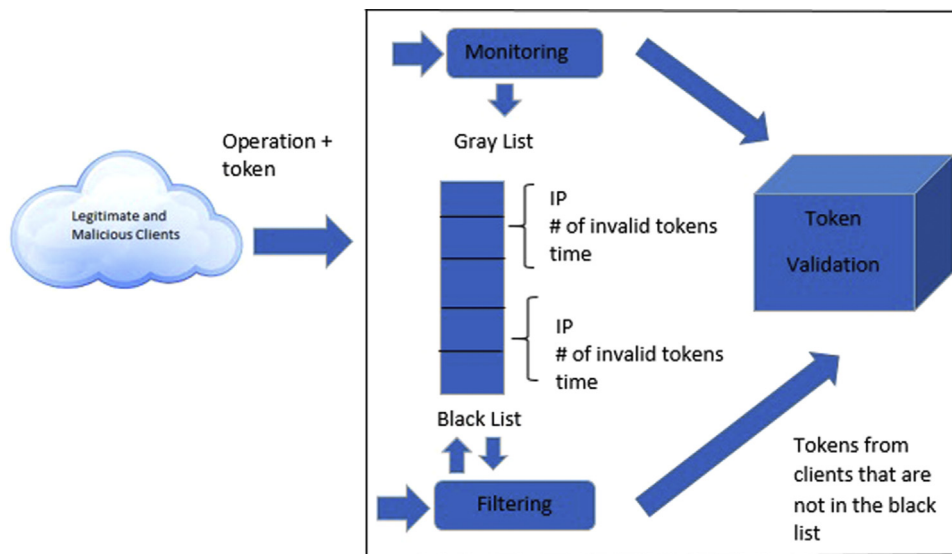 Monitoring
Operation +
token
Gray List
Legitimate and
Malicious Clients
IP
# of invalid tokens
time
Token
Validation
IP
# of invalid tokens
time
Black List
Filtering
Tokens from
clients that are
not in the black
list